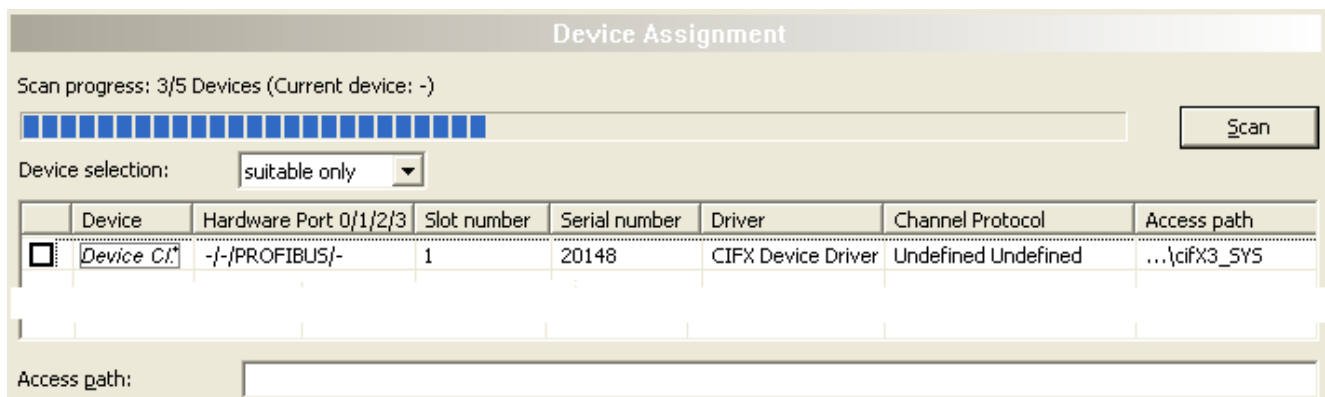 Device Assignment
Scan progress: 3/5 Devices (Current device: -)
Scan
Device selection: suitable only
Device Hardware Port 0/1/2/3 Slot number Serial number Driver Channel Protocol Access path
Device CI.* -/-/PROFIBUS/- 1 20148 CIFX Device Driver Undefined Undefined ...\cifX3_SYS
Access path: